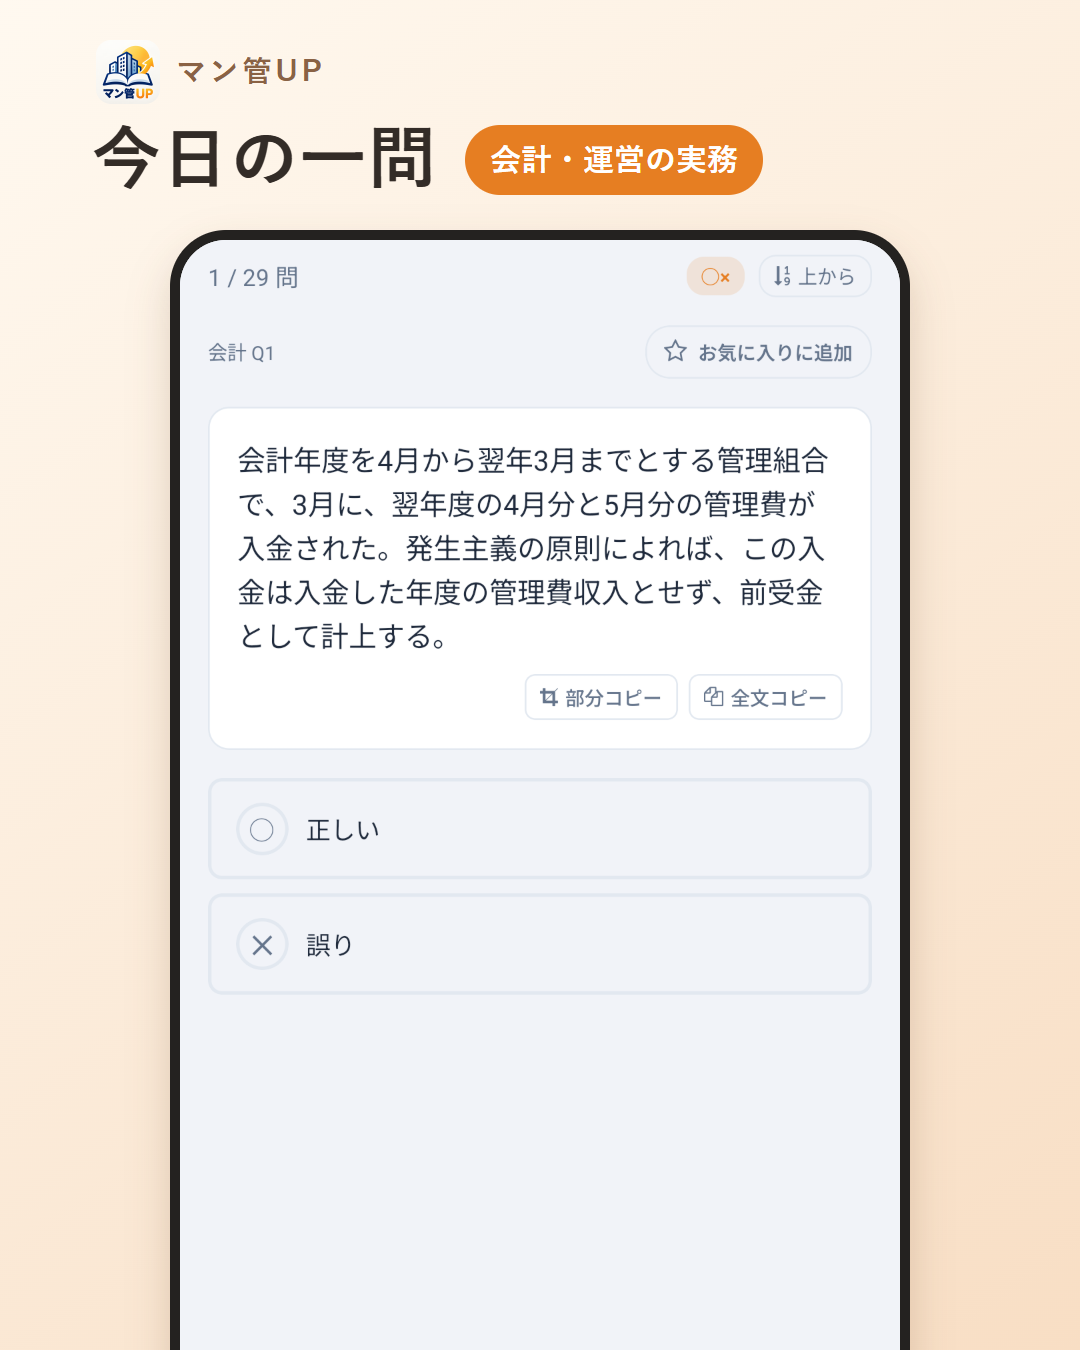 マン管UP
マン管UP
今日の一問
会計・運営の実務
1 / 29 問
○×
上から
会計 Q1
お気に入りに追加
会計年度を4月から翌年3月までとする管理組合
で、3月に、翌年度の4月分と5月分の管理費が
入金された。発生主義の原則によれば、この入
金は入金した年度の管理費収入とせず、前受金
として計上する。
部分コピー
全文コピー
○ 正しい
× 誤り